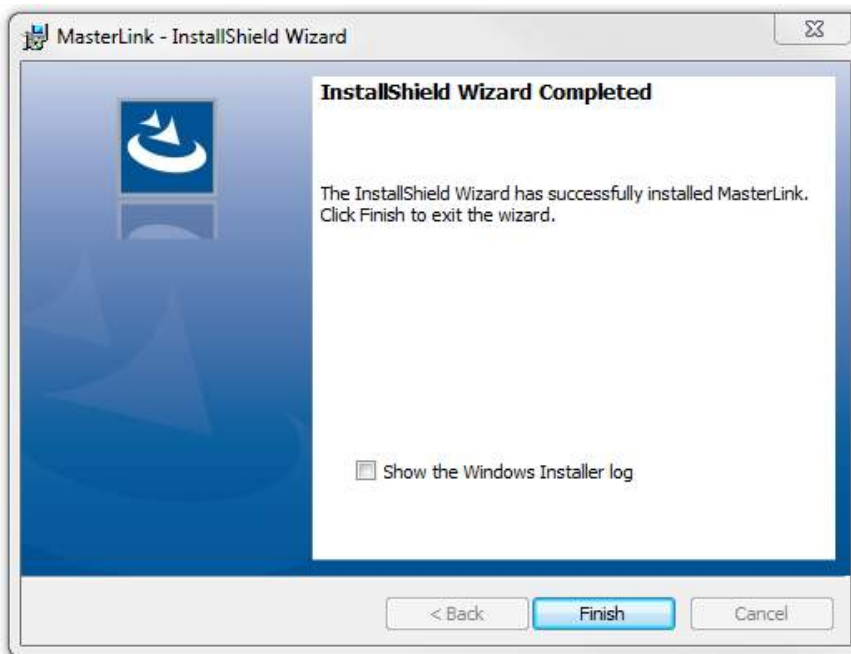 MasterLink - InstallShield Wizard
InstallShield Wizard Completed
The InstallShield Wizard has successfully installed MasterLink.
Click Finish to exit the wizard.
Show the Windows Installer log
< Back Finish Cancel